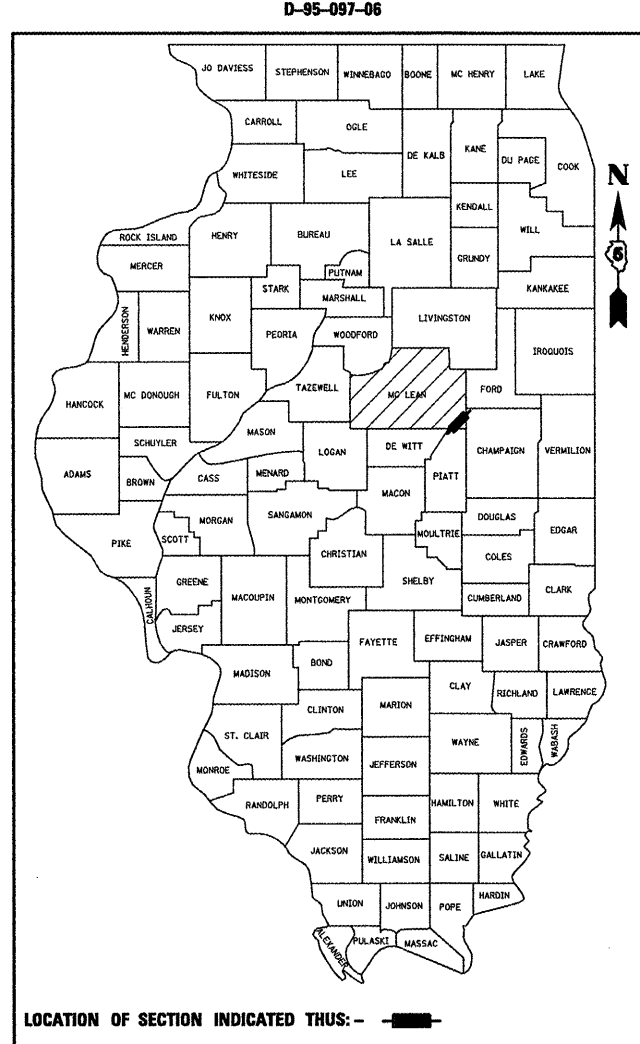 D-95-097-06
JO DAVIESS STEPHENSON WINNEBAGO BOONE MC HENRY LAKE
CARROLL OGLE
DE KALB KANE DU PAGE COOK
WHITESIDE LEE
KENDALL WILL
N
ROCK ISLAND HENRY BUREAU LA SALLE
MERCER PUTNAM GRUNDY
5
STARK MARSHALL KANKAKEE
HENDERSON WARREN KNOX PEORIA WOODFORD LIVINGSTON
IROQUOIS
HANCOCK MC DONOUGH FULTON TAZEWELL MC LEAN FORD
SCHUYLER MASON LOGAN DE WITT CHAMPAIGN VERMILION
ADAMS BROWN CASS MENARD PIATT
MACON
PIKE SCOTT MORGAN SANGAMON MOULTRIE DOUGLAS EDGAR
CHRISTIAN COLES
CALHOUN GREENE MACOUPIN MONTGOMERY SHELBY CUMBERLAND CLARK
JERSEY FAYETTE EFFINGHAM JASPER CRAWFORD
MADISON BOND
CLAY RICHLAND LAWRENCE
CLINTON MARION
ST. CLAIR WAYNE EDWARDS WABASH
WASHINGTON JEFFERSON
MONROE
RANDOLPH PERRY HAMILTON WHITE
FRANKLIN
JACKSON WILLIAMSON SALINE GALLATIN
UNION JOHNSON POPE HARDIN
ALEXANDER PULASKI MASSAC
LOCATION OF SECTION INDICATED THUS: -